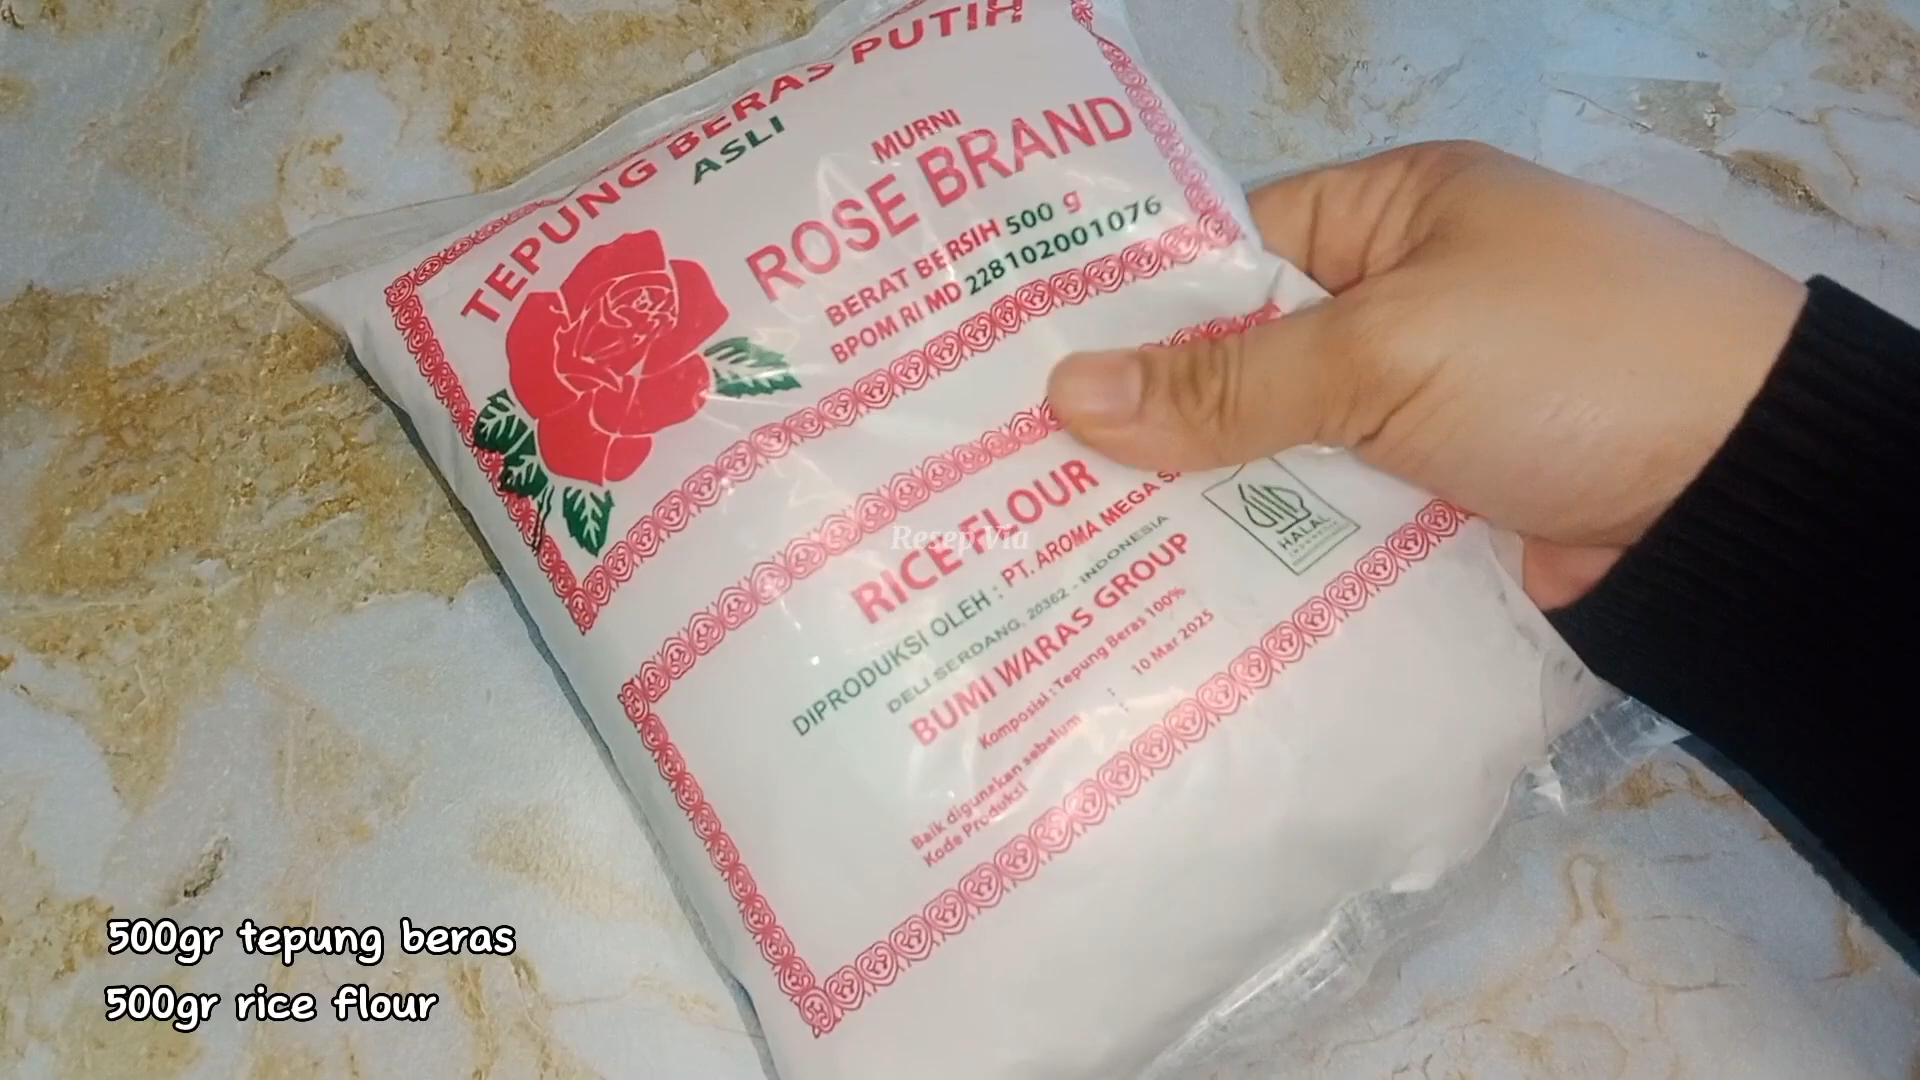 TEPUNG BERAS PUTIH
ASLI
MURNI
ROSE BRAND
BERAT BERSIH 500 g
BPOM RI MD 228102001076
RICE FLOUR
DIPRODUKSI OLEH : PT. AROMA MEGA
DELI SERDANG, 20362 - INDONESIA
BUMI WARAS GROUP
Komposisi : Tepung Beras 100%
Baik digunakan sebelum : 10 Mar 2025
Kode Produksi :
HALAL
INDONESIA
Resep Via
500gr tepung beras
500gr rice flour